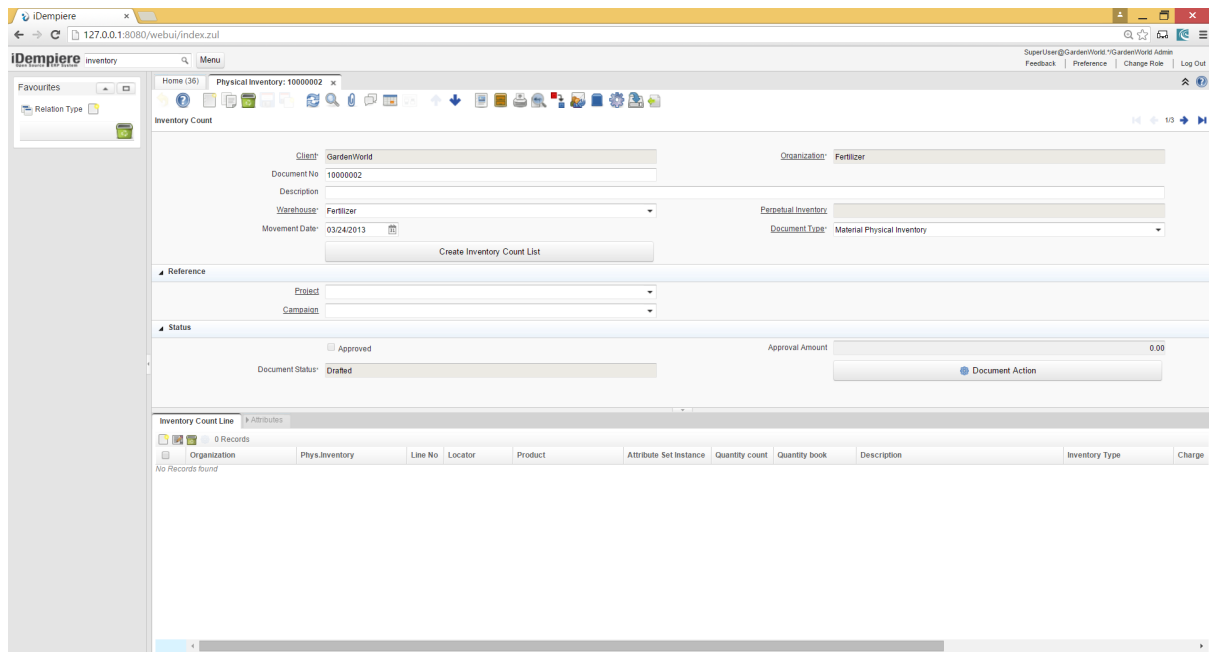 iDempiere
127.0.0.1:8080/webui/index.zul
iDempiere inventory Menu
SuperUser@GardenWorld.*/GardenWorld Admin
Feedback | Preference | Change Role | Log Out
Favourites
Relation Type
Home (36) Physical Inventory: 10000002
Inventory Count 1/3
Client* GardenWorld Organization* Fertilizer
Document No 10000002
Description
Warehouse* Fertilizer Perpetual Inventory
Movement Date* 03/24/2013 Document Type* Material Physical Inventory
Create Inventory Count List
Reference
Project
Campaign
Status
Approved Approval Amount 0.00
Document Status* Drafted Document Action
Inventory Count Line Attributes
0 Records
Organization Phys.Inventory Line No Locator Product Attribute Set Instance Quantity count Quantity book Description Inventory Type Charge
No Records found